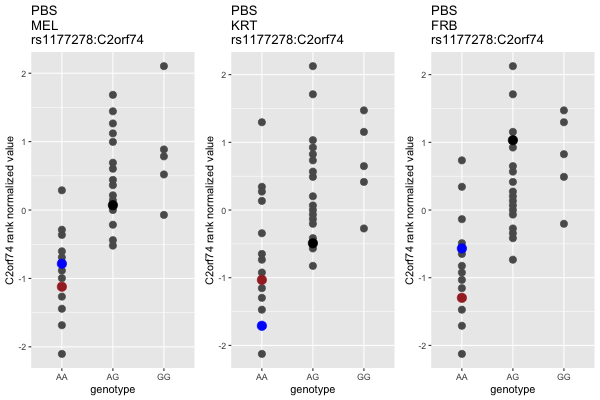 PBS
MEL
rs1177278:C2orf74
C2orf74 rank normalized value
2
1
0
-1
-2
AA AG GG
genotype
PBS
KRT
rs1177278:C2orf74
C2orf74 rank normalized value
2
1
0
-1
-2
AA AG GG
genotype
PBS
FRB
rs1177278:C2orf74
C2orf74 rank normalized value
2
1
0
-1
-2
AA AG GG
genotype